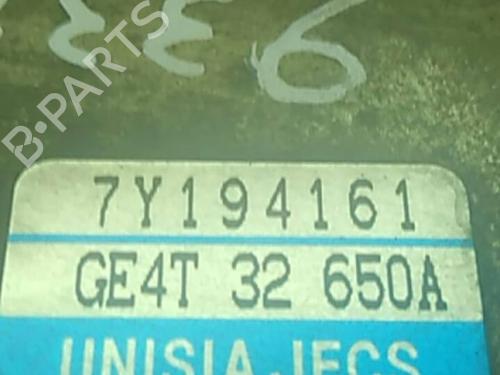 B-PARTS
7Y194161
GE4T 32 650A
UNISIA JECS